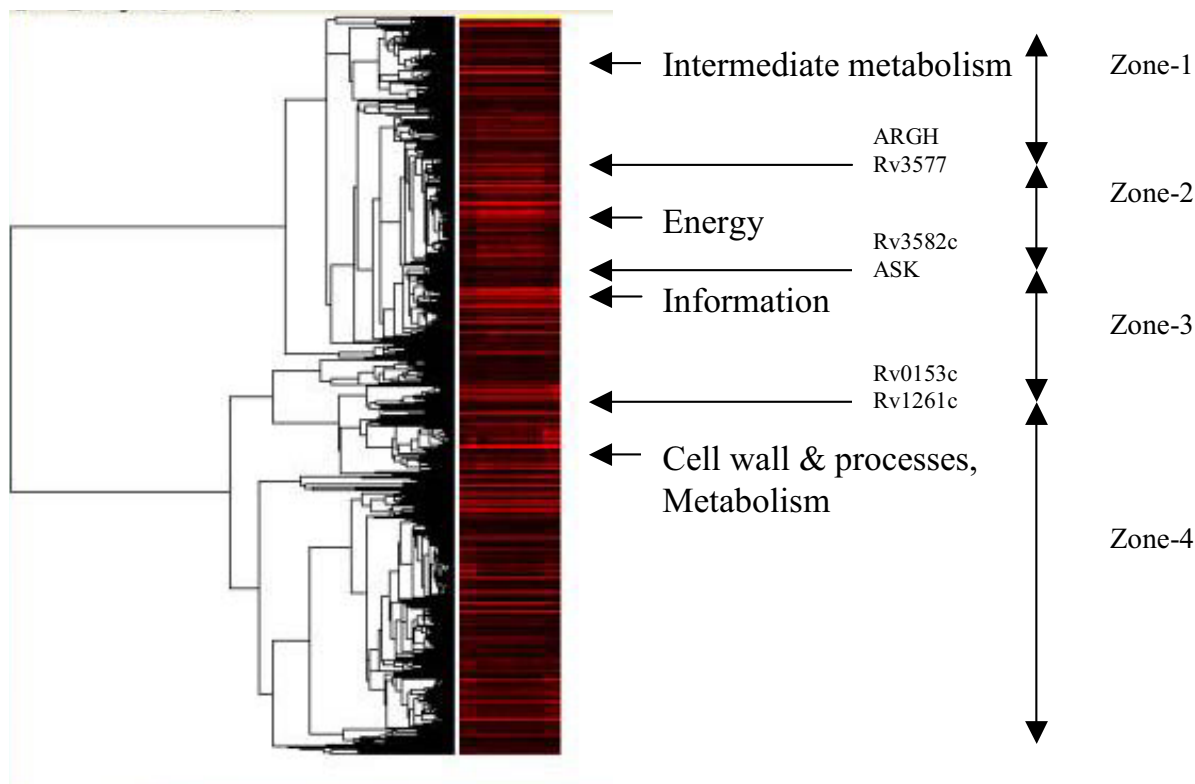 Intermediate metabolism
Zone-1
ARGH
Rv3577
Zone-2
Energy
Rv3582c
ASK
Information
Zone-3
Rv0153c
Rv1261c
Cell wall & processes,
Metabolism
Zone-4